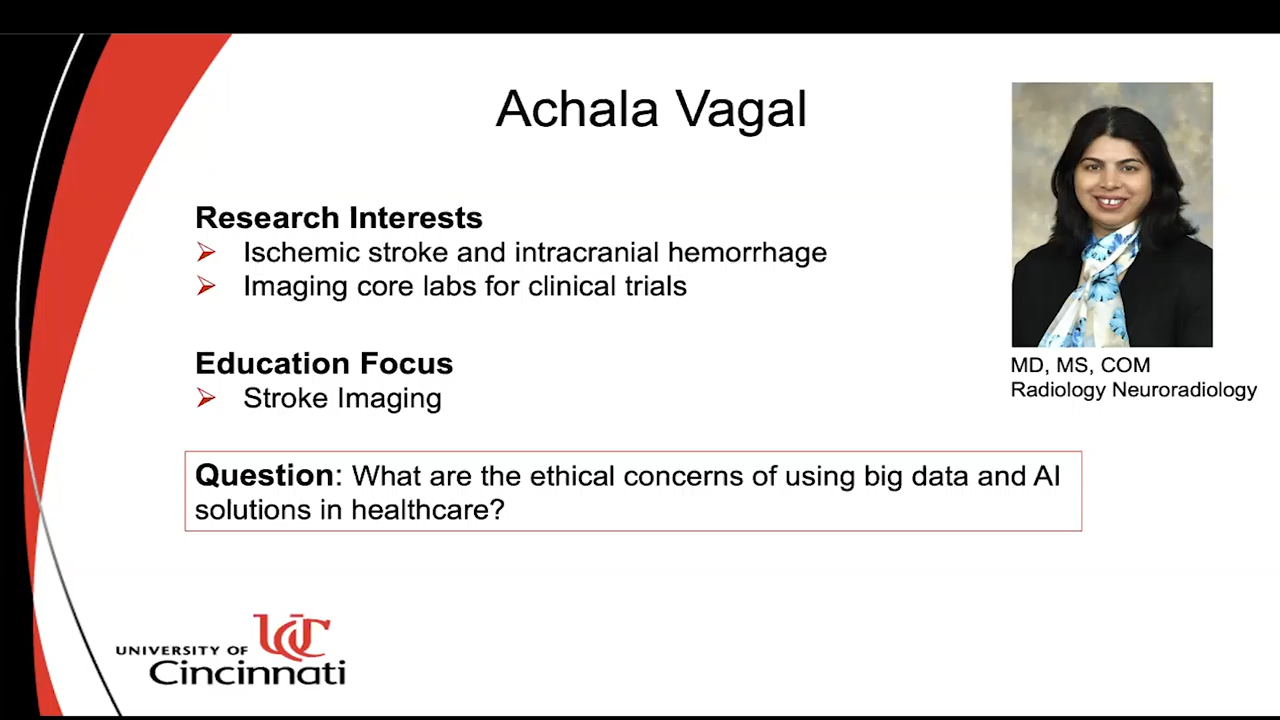 Achala Vagal
Research Interests
Ischemic stroke and intracranial hemorrhage
Imaging core labs for clinical trials
Education Focus
Stroke Imaging
Question: What are the ethical concerns of using big data and AI
solutions in healthcare?
MD, MS, COM
Radiology Neuroradiology
UC
UNIVERSITY OF
Cincinnati